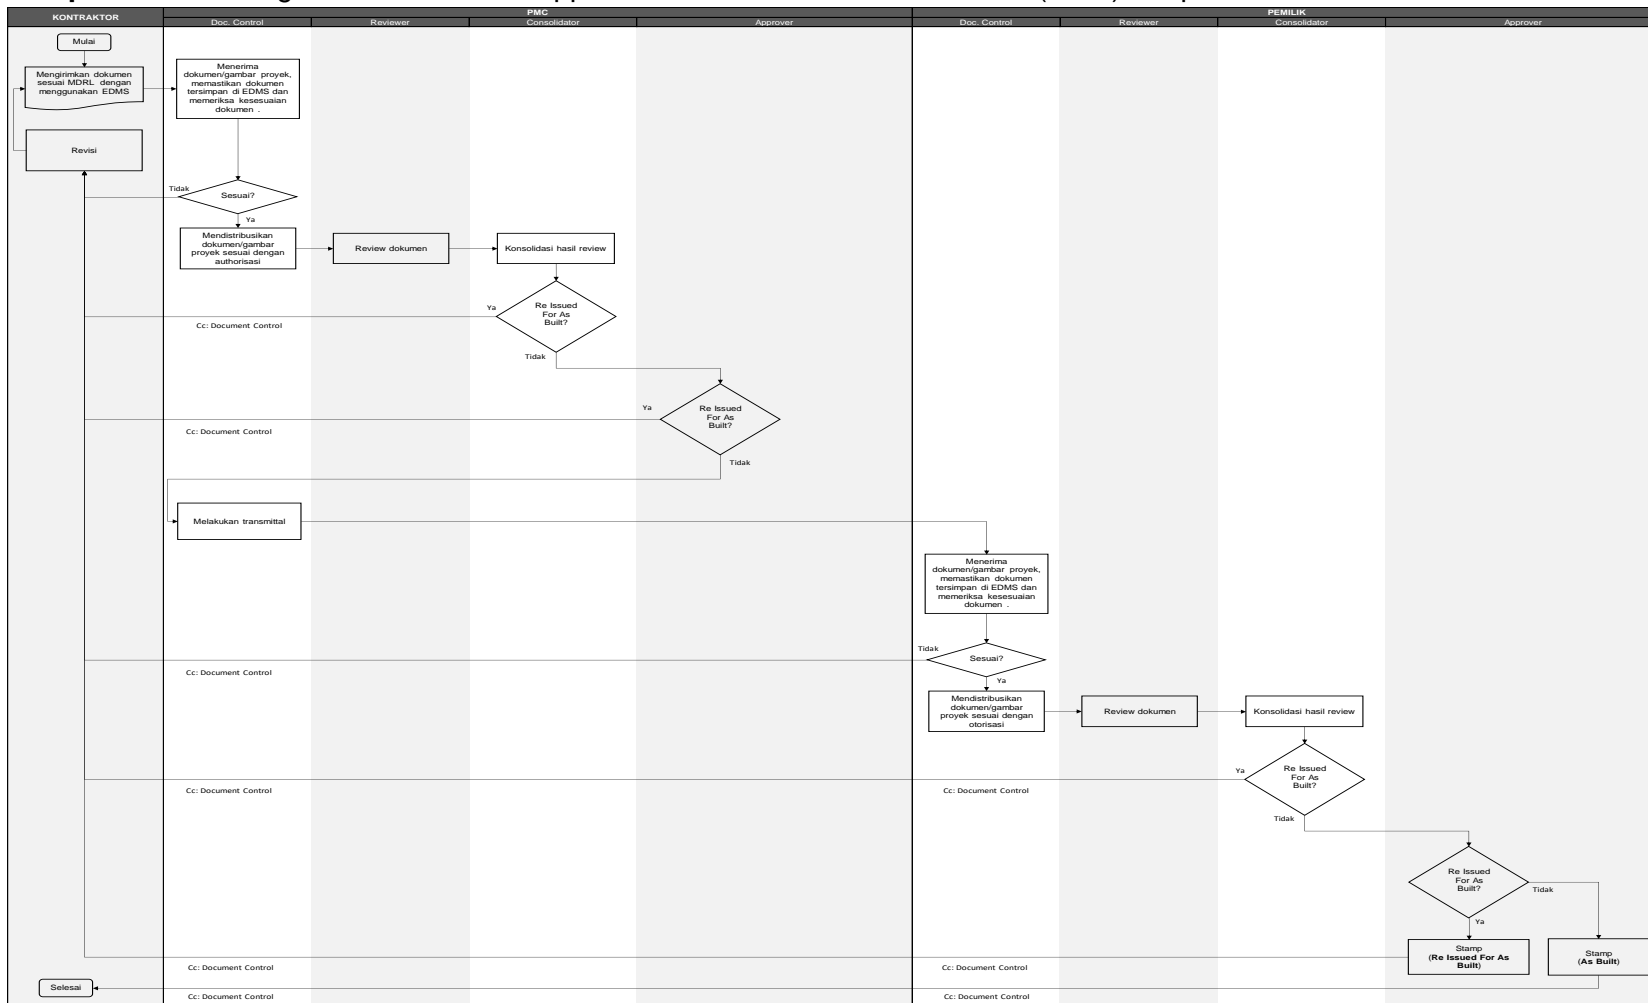 KONTRAKTOR
PMC
PEMILIK
Doc. Control
Reviewer
Consolidator
Approver
Doc. Control
Reviewer
Consolidator
Approver
Mulai
Mengirimkan dokumen
sesuai MDRL dengan
menggunakan EDMS
Menerima
dokumen/gambar proyek,
memastikan dokumen
tersimpan di EDMS dan
memeriksa kesesuaian
dokumen .
Revisi
Tidak
Sesuai?
Ya
Mendistribusikan
dokumen/gambar
proyek sesuai dengan
authorisasi
Review dokumen
Konsolidasi hasil review
Ya
Re Issued
For As
Built?
Cc: Document Control
Tidak
Ya
Re Issued
For As
Built?
Cc: Document Control
Tidak
Melakukan transmittal
Menerima
dokumen/gambar proyek,
memastikan dokumen
tersimpan di EDMS dan
memeriksa kesesuaian
dokumen .
Tidak
Sesuai?
Cc: Document Control
Ya
Mendistribusikan
dokumen/gambar
proyek sesuai dengan
otorisasi
Review dokumen
Konsolidasi hasil review
Ya
Re Issued
For As
Built?
Cc: Document Control
Cc: Document Control
Tidak
Re Issued
For As
Built?
Tidak
Ya
Stamp
(Re Issued For As
Built)
Stamp
(As Built)
Cc: Document Control
Cc: Document Control
Selesai
Cc: Document Control
Cc: Document Control